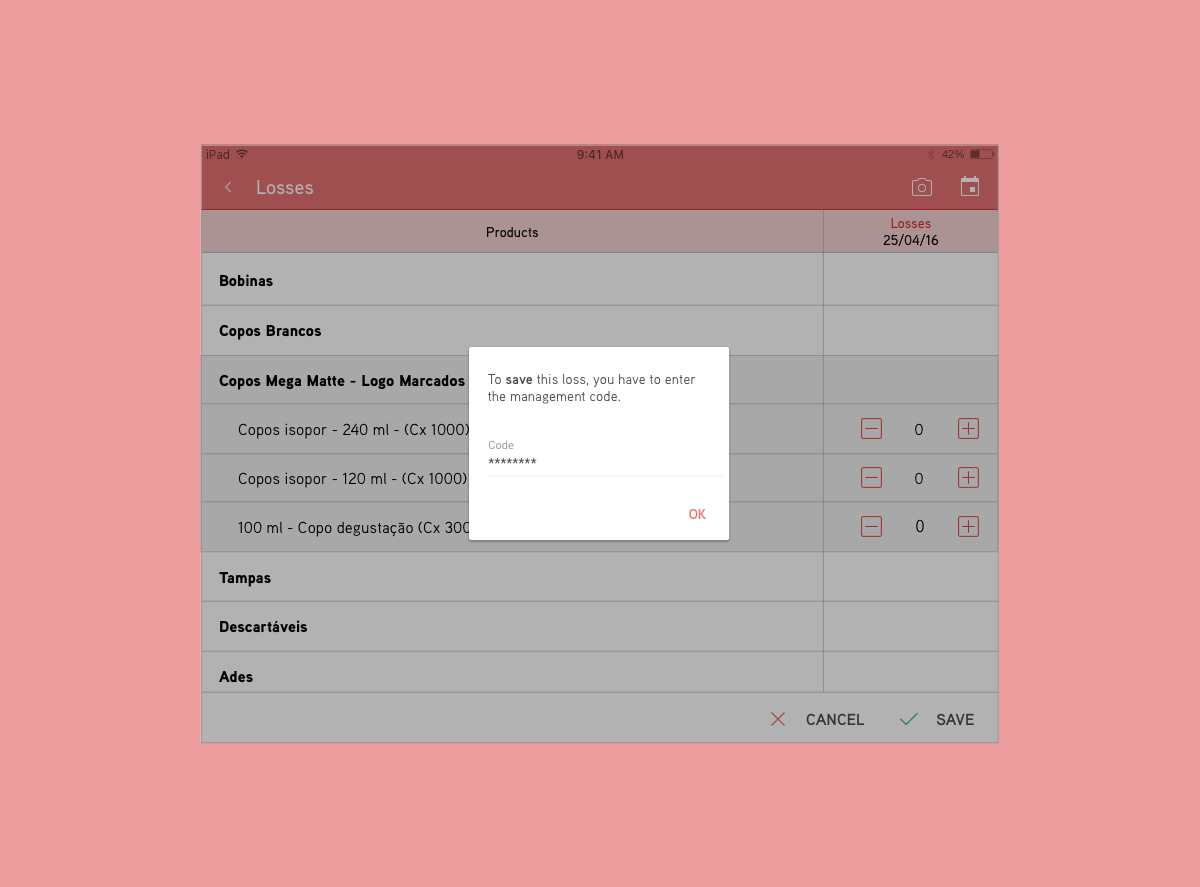 iPad 9:41 AM 42%
Losses
Products
Losses
25/04/16
Bobinas
Copos Brancos
Copos Mega Matte - Logo Marcados
Copos isopor - 240 ml - (Cx 1000) 0
Copos isopor - 120 ml - (Cx 1000) 0
100 ml - Copo degustação (Cx 300 0
To save this loss, you have to enter
the management code.
Code
********
OK
Tampas
Descartáveis
Ades
CANCEL SAVE